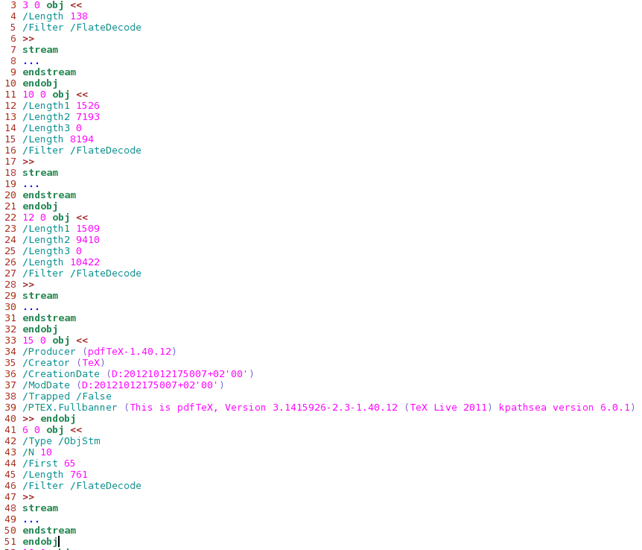 3 3 0 obj <<
4 /Length 138
5 /Filter /FlateDecode
6 >>
7 stream
8 ...
9 endstream
10 endobj
11 10 0 obj <<
12 /Length1 1526
13 /Length2 7193
14 /Length3 0
15 /Length 8194
16 /Filter /FlateDecode
17 >>
18 stream
19 ...
20 endstream
21 endobj
22 12 0 obj <<
23 /Length1 1509
24 /Length2 9410
25 /Length3 0
26 /Length 10422
27 /Filter /FlateDecode
28 >>
29 stream
30 ...
31 endstream
32 endobj
33 15 0 obj <<
34 /Producer (pdfTeX-1.40.12)
35 /Creator (TeX)
36 /CreationDate (D:20121012175007+02'00')
37 /ModDate (D:20121012175007+02'00')
38 /Trapped /False
39 /PTEX.Fullbanner (This is pdfTeX, Version 3.1415926-2.3-1.40.12 (TeX Live 2011) kpathsea version 6.0.1)
40 >> endobj
41 6 0 obj <<
42 /Type /ObjStm
43 /N 10
44 /First 65
45 /Length 761
46 /Filter /FlateDecode
47 >>
48 stream
49 ...
50 endstream
51 endobj